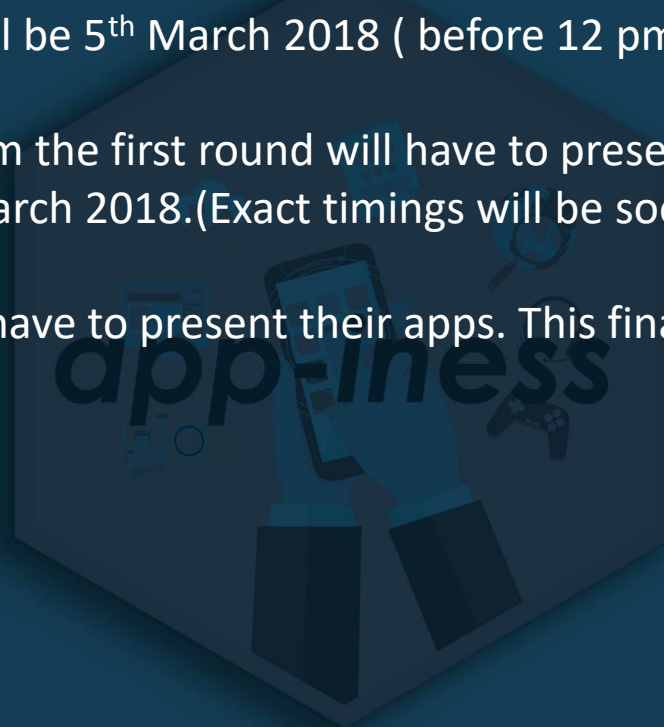 l be 5th March 2018 ( before 12 pm
m the first round will have to prese
arch 2018.(Exact timings will be soo
have to present their apps. This fina
app-iness